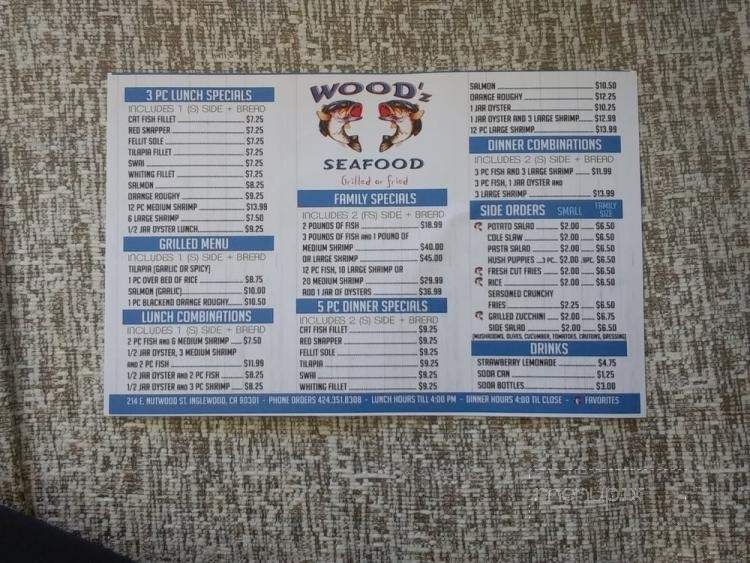 3 PC LUNCH SPECIALS
INCLUDES 1 (S) SIDE + BREAD
CAT FISH FILLET $7.25
RED SNAPPER $7.25
FELLIT SOLE $7.25
TILAPIA FILLET $7.25
SWAI $7.25
WHITING FILLET $7.25
SALMON $8.25
ORANGE ROUGHY $9.25
12 PC MEDIUM SHRIMP $13.99
6 LARGE SHRIMP $7.50
1/2 JAR OYSTER LUNCH $8.25
GRILLED MENU
INCLUDES 1 (S) SIDE + BREAD
TILAPIA (GARLIC OR SPICY)
1 PC OVER BED OF RICE $8.75
SALMON (GARLIC) $10.00
1 PC BLACKEND ORANGE ROUGHY $10.50
LUNCH COMBINATIONS
INCLUDES 1 (S) SIDE + BREAD
2 PC FISH AND 6 MEDIUM SHRIMP $7.50
1/2 JAR OYSTER, 3 MEDIUM SHRIMP
AND 2 PC FISH $11.99
1/2 JAR OYSTER AND 2 PC FISH $8.25
1/2 JAR OYSTER AND 3 PC SHRIMP $8.25
WOOD'z
SEAFOOD
Grilled or fried
FAMILY SPECIALS
INCLUDES 2 (FS) SIDES + BREAD
2 POUNDS OF FISH $18.99
3 POUNDS OF FISH AND 1 POUND OF
MEDIUM SHRIMP $40.00
OR LARGE SHRIMP $45.00
12 PC FISH, 10 LARGE SHRIMP OR
20 MEDIUM SHRIMP $29.99
ADD 1 JAR OF OYSTERS $36.99
5 PC DINNER SPECIALS
INCLUDES 2 (S) SIDE + BREAD
CAT FISH FILLET $9.25
RED SNAPPER $9.25
FELLIT SOLE $9.25
TILAPIA $9.25
SWAI $9.25
WHITING FILLET $9.25
SALMON $10.50
ORANGE ROUGHY $12.25
1 JAR OYSTER $10.25
1 JAR OYSTER AND 3 LARGE SHRIMP $12.99
12 PC LARGE SHRIMP $13.99
DINNER COMBINATIONS
INCLUDES 2 (S) SIDE + BREAD
3 PC FISH AND 3 LARGE SHRIMP $11.99
3 PC FISH, 1 JAR OYSTER AND
3 LARGE SHRIMP $13.99
SIDE ORDERS SMALL FAMILY SIZE
POTATO SALAD $2.00 $6.50
COLE SLAW $2.00 $6.50
PASTA SALAD $2.00 $6.50
HUSH PUPPIES ...3 PC. $2.00 $6.50
FRESH CUT FRIES $2.00 $6.50
RICE $2.00 $6.50
SEASONED CRUNCHY
FRIES $2.25 $6.50
GRILLED ZUCCHINI $2.00 $6.75
SIDE SALAD $2.00 $6.50
(MUSHROOMS, OLIVES, CUCUMBER, TOMATOES, CRUTONS, DRESSING)
DRINKS
STRAWBERRY LEMONADE $4.75
SODA CAN $1.25
SODA BOTTLES $3.00
214 E. NUTWOOD ST. INGLEWOOD, CA 90301 - PHONE ORDERS 424.351.8308 - LUNCH HOURS TILL 4:00 PM - DINNER HOURS 4:00 TIL CLOSE - FAVORITES
menupix